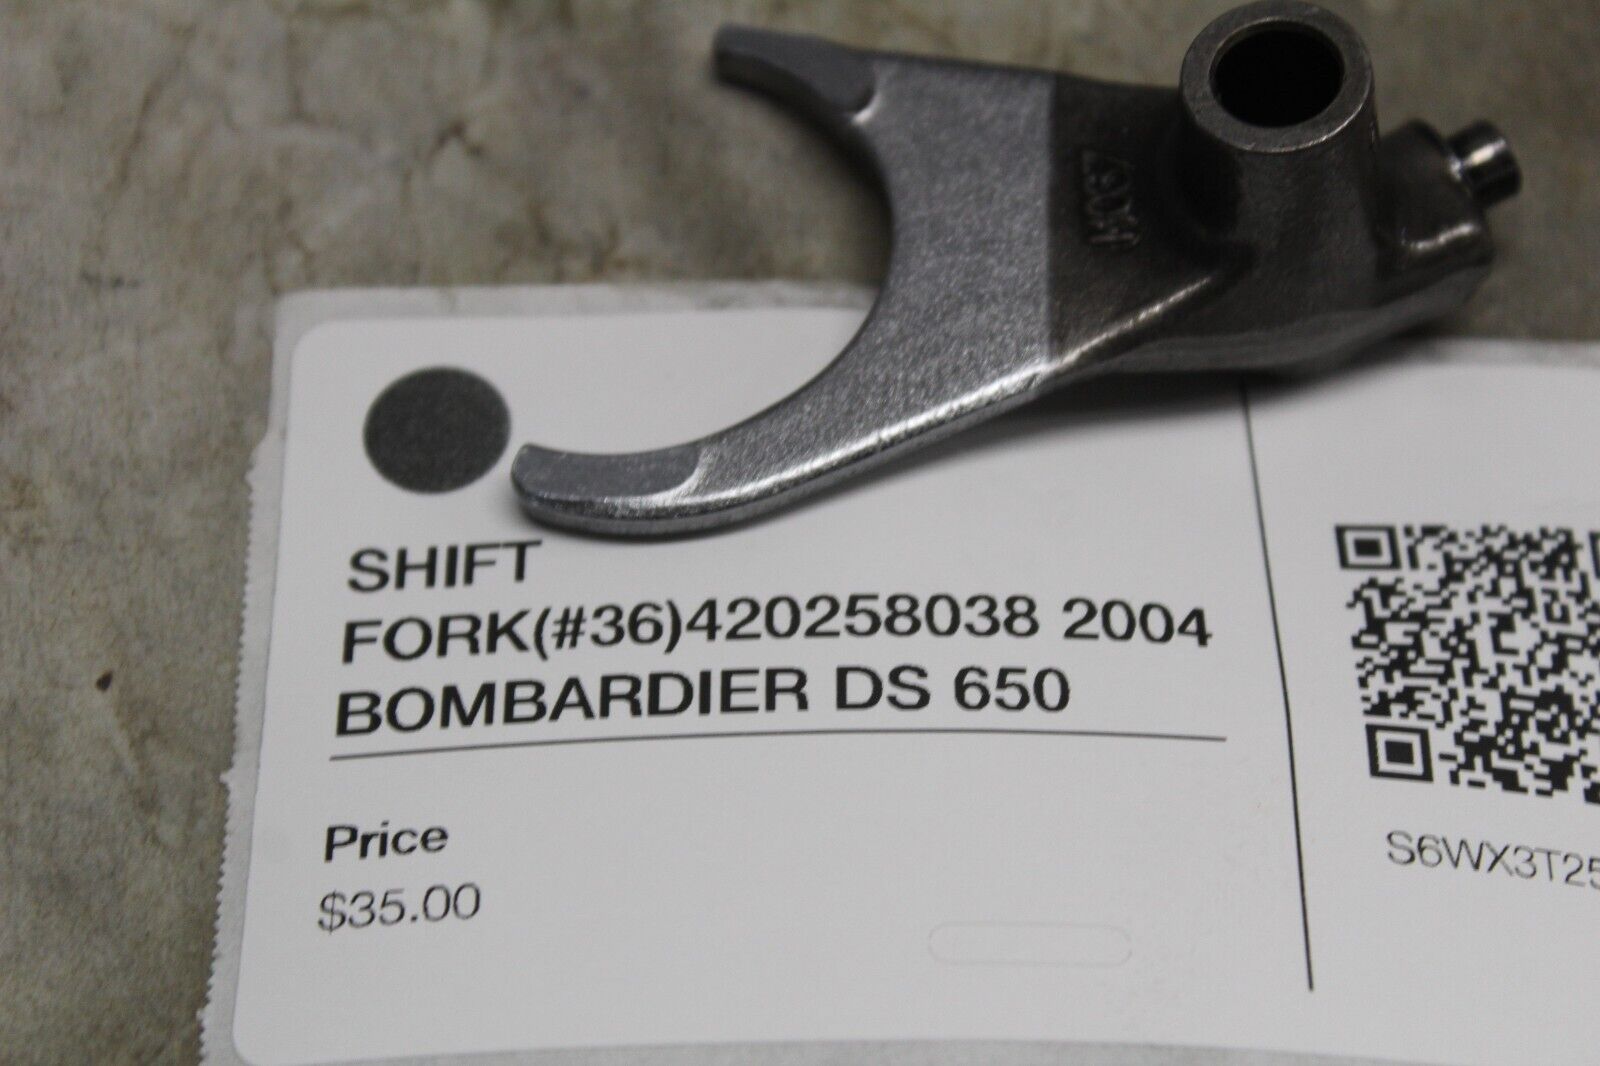 SHIFT
FORK(#36)420258038 2004
BOMBARDIER DS 650
Price
$35.00